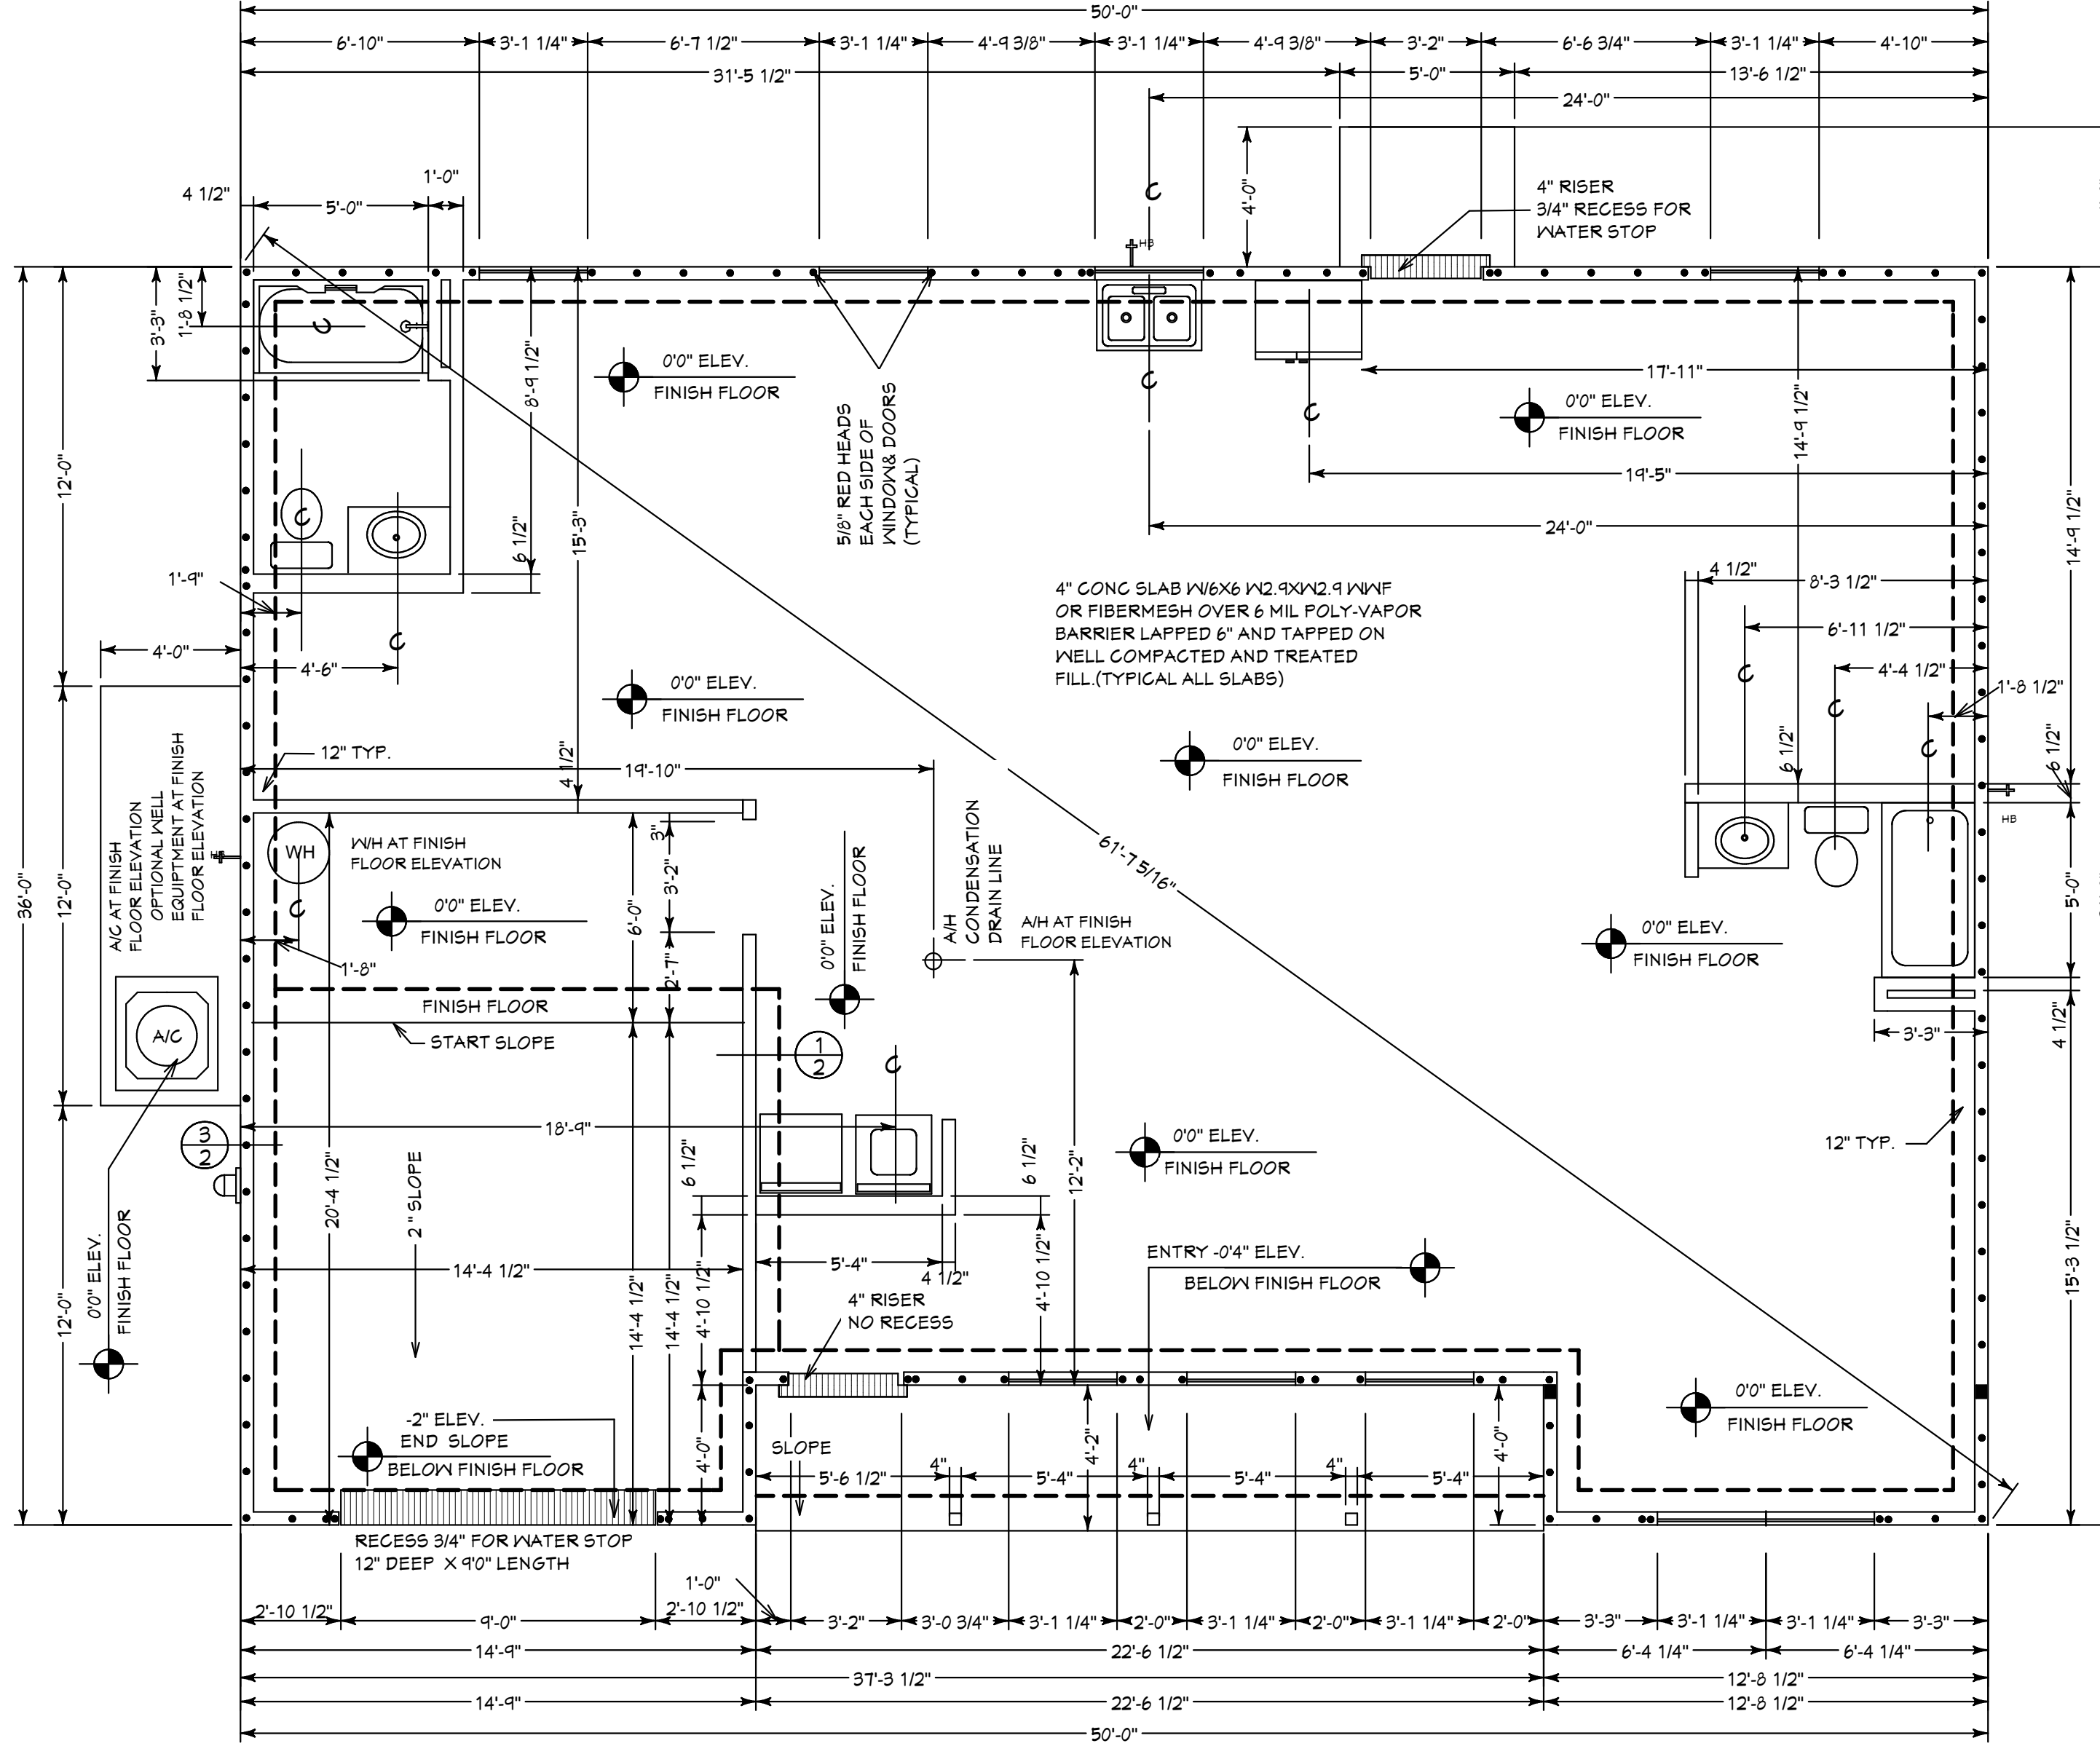 50'-0"
6'-10" 3'-1 1/4" 6'-7 1/2" 3'-1 1/4" 4'-9 3/8" 3'-1 1/4" 4'-9 3/8" 3'-2" 6'-6 3/4" 3'-1 1/4" 4'-10"
31'-5 1/2" 5'-0" 13'-6 1/2"
24'-0"
4 1/2"
5'-0"
1'-0"
4'-0"
4" RISER
3/4" RECESS FOR
WATER STOP
HB
12'-0"
3'-3"
1'-8 1/2"
8'-9 1/2"
6 1/2"
15'-3"
4 1/2"
0'0" ELEV.
FINISH FLOOR
5/8" RED HEADS
EACH SIDE OF
WINDOW& DOORS
(TYPICAL)
17'-11"
0'0" ELEV.
FINISH FLOOR
14'-9 1/2"
6 1/2"
19'-5"
24'-0"
14'-9 1/2"
4" CONC SLAB W/6X6 W2.9XW2.9 WWF
OR FIBERMESH OVER 6 MIL POLY-VAPOR
BARRIER LAPPED 6" AND TAPPED ON
WELL COMPACTED AND TREATED
FILL.(TYPICAL ALL SLABS)
4 1/2"
8'-3 1/2"
6'-11 1/2"
4'-4 1/2"
1'-8 1/2"
6 1/2"
1'-9"
4'-0"
4'-6"
0'0" ELEV.
FINISH FLOOR
0'0" ELEV.
FINISH FLOOR
12" TYP.
19'-10"
36'-0"
12'-0"
A/C AT FINISH
FLOOR ELEVATION
OPTIONAL WELL
EQUIPTMENT AT FINISH
FLOOR ELEVATION
HB
WH
W/H AT FINISH
FLOOR ELEVATION
0'0" ELEV.
FINISH FLOOR
1'-8"
3"
3'-2"
6'-0"
2'-7"
0'0" ELEV.
FINISH FLOOR
A/H
CONDENSATION
DRAIN LINE
A/H AT FINISH
FLOOR ELEVATION
61'-7 5/16"
HB
5'-0"
0'0" ELEV.
FINISH FLOOR
3'-3"
4 1/2"
FINISH FLOOR
START SLOPE
A/C
1
2
3
2
18'-9"
20'-4 1/2"
2" SLOPE
6 1/2"
6 1/2"
12'-2"
0'0" ELEV.
FINISH FLOOR
12" TYP.
15'-3 1/2"
0'0" ELEV.
FINISH FLOOR
12'-0"
14'-4 1/2"
14'-4 1/2"
14'-4 1/2"
4'-10 1/2"
5'-4"
4 1/2"
4'-10 1/2"
ENTRY -0'4" ELEV.
BELOW FINISH FLOOR
4" RISER
NO RECESS
0'0" ELEV.
FINISH FLOOR
-2" ELEV.
END SLOPE
BELOW FINISH FLOOR
4'-0"
SLOPE
5'-6 1/2" 4" 5'-4" 4" 5'-4" 4" 5'-4"
4'-2"
4'-0"
RECESS 3/4" FOR WATER STOP
12" DEEP X 9'0" LENGTH
1'-0"
2'-10 1/2" 9'-0" 2'-10 1/2" 3'-2" 3'-0 3/4" 3'-1 1/4" 2'-0" 3'-1 1/4" 2'-0" 3'-1 1/4" 2'-0" 3'-3" 3'-1 1/4" 3'-1 1/4" 3'-3"
14'-9" 22'-6 1/2" 6'-4 1/4" 6'-4 1/4"
37'-3 1/2" 12'-8 1/2"
14'-9" 22'-6 1/2" 12'-8 1/2"
50'-0"